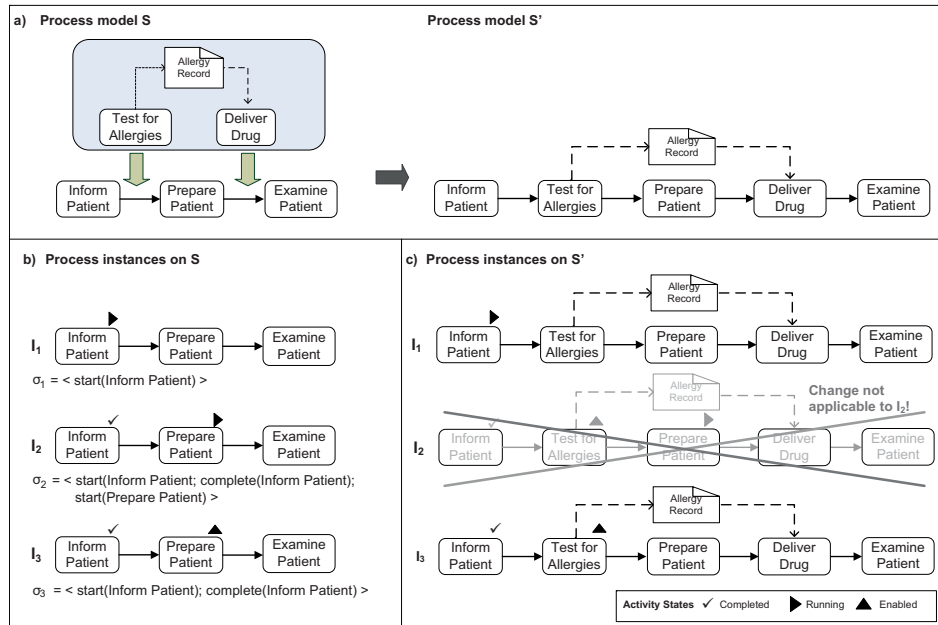 a) Process model S
Process model S'
Allergy
Record
Test for
Allergies
Deliver
Drug
Inform
Patient
Prepare
Patient
Examine
Patient
Allergy
Record
Inform
Patient
Test for
Allergies
Prepare
Patient
Deliver
Drug
Examine
Patient
b) Process instances on S
I1
Inform
Patient
Prepare
Patient
Examine
Patient
σ1 = < start(Inform Patient) >
I2
Inform
Patient
Prepare
Patient
Examine
Patient
σ2 = < start(Inform Patient; complete(Inform Patient);
start(Prepare Patient) >
I3
Inform
Patient
Prepare
Patient
Examine
Patient
σ3 = < start(Inform Patient); complete(Inform Patient) >
c) Process instances on S'
Allergy
Record
I1
Inform
Patient
Test for
Allergies
Prepare
Patient
Deliver
Drug
Examine
Patient
Allergy
Record
Change not
applicable to I2!
I2
Inform
Patient
Test for
Allergies
Prepare
Patient
Deliver
Drug
Examine
Patient
Allergy
Record
I3
Inform
Patient
Test for
Allergies
Prepare
Patient
Deliver
Drug
Examine
Patient
Activity States ✓ Completed Running Enabled